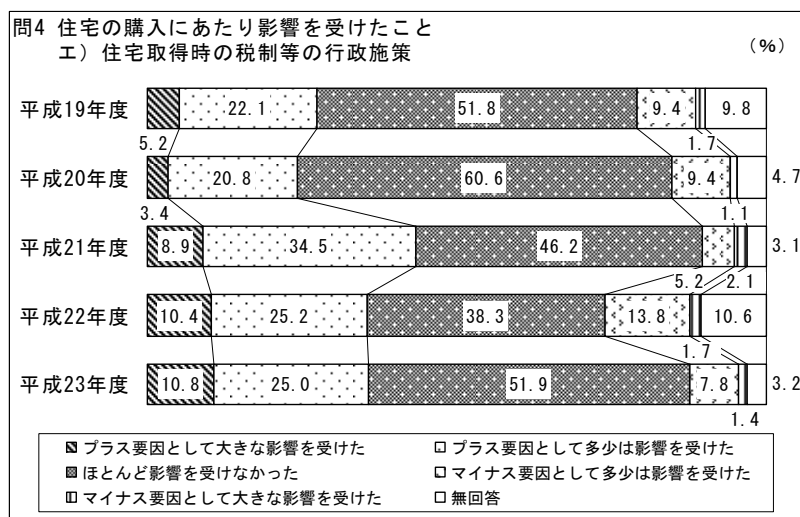 問4 住宅の購入にあたり影響を受けたこと
エ）住宅取得時の税制等の行政施策
（%）
平成19年度 22.1 51.8 9.4 9.8
5.2 1.7
平成20年度 20.8 60.6 9.4 4.7
3.4 1.1
平成21年度 8.9 34.5 46.2 3.1
5.2 2.1
平成22年度 10.4 25.2 38.3 13.8 10.6
1.7
平成23年度 10.8 25.0 51.9 7.8 3.2
1.4
プラス要因として大きな影響を受けた プラス要因として多少は影響を受けた
ほとんど影響を受けなかった マイナス要因として多少は影響を受けた
マイナス要因として大きな影響を受けた 無回答